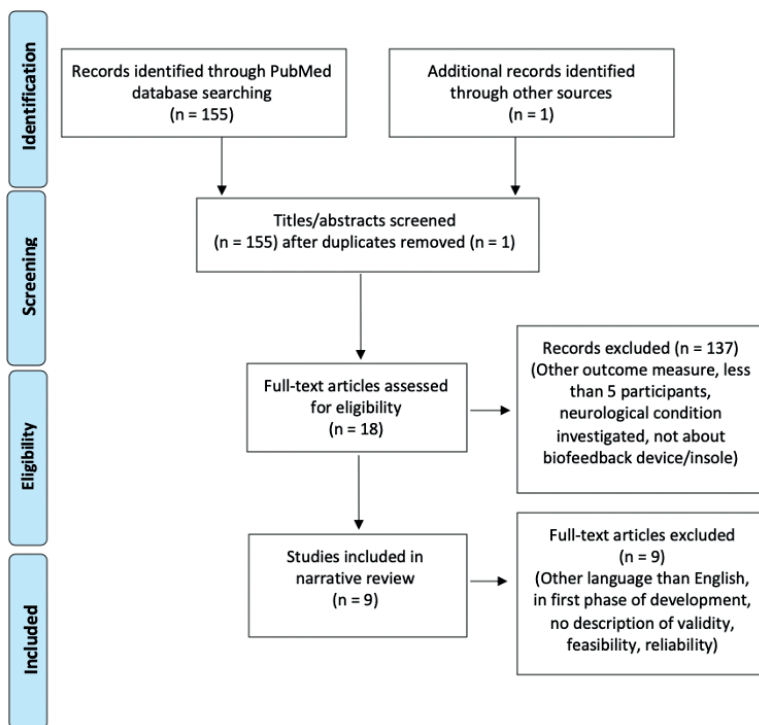 Identification
Records identified through PubMed
database searching
(n = 155)
Additional records identified
through other sources
(n = 1)
Screening
Titles/abstracts screened
(n = 155) after duplicates removed (n = 1)
Records excluded (n = 137)
(Other outcome measure, less
than 5 participants,
neurological condition
investigated, not about
biofeedback device/insole)
Eligibility
Full-text articles assessed
for eligibility
(n = 18)
Full-text articles excluded
(n = 9)
(Other language than English,
in first phase of development,
no description of validity,
feasibility, reliability)
Included
Studies included in
narrative review
(n = 9)